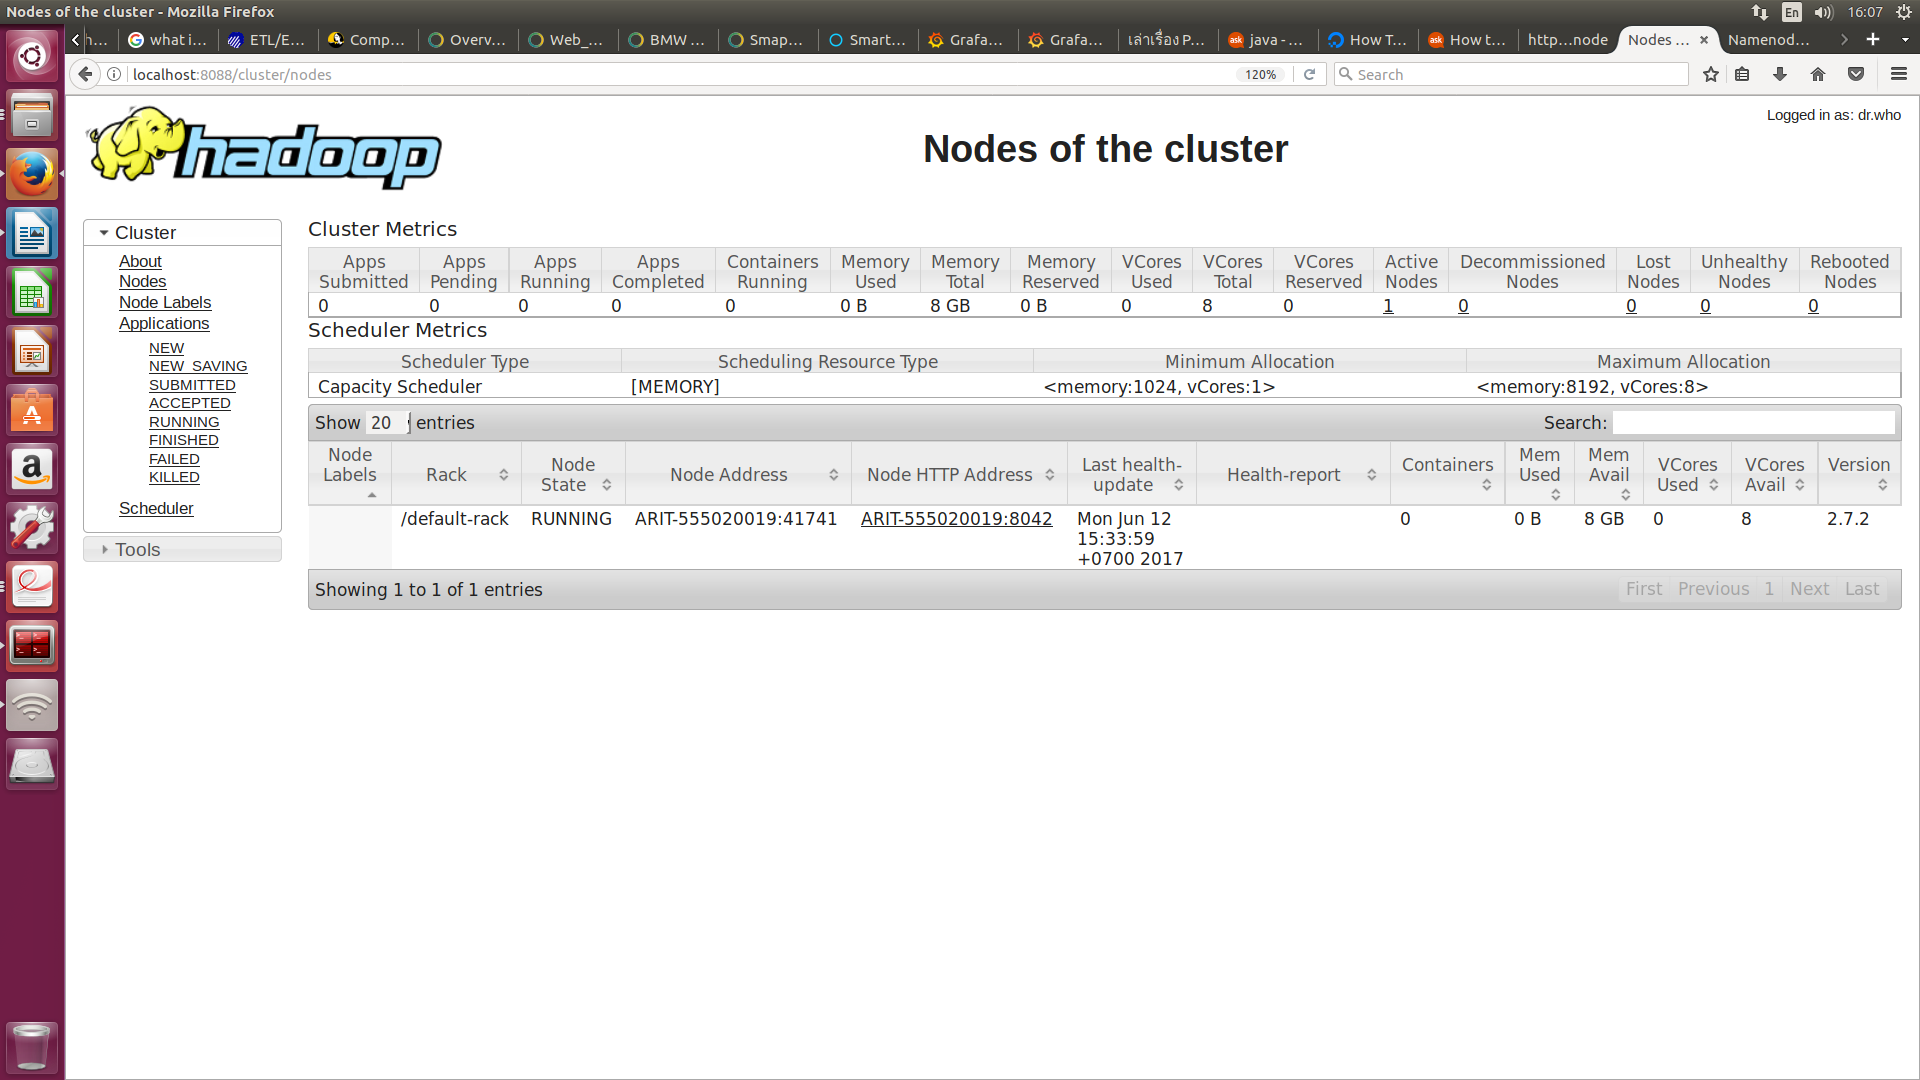 Nodes of the cluster - Mozilla Firefox
En
16:07
h... what i... ETL/E... Comp... Overv... Web_... BMW ... Smap... Smart... Grafa... Grafa... เล่าเรื่อง P... java - ... How T... How t... http...node Nodes ... Namenod...
localhost:8088/cluster/nodes 120% Search
hadoop
Nodes of the cluster
Logged in as: dr.who
Cluster
About
Nodes
Node Labels
Applications
NEW
NEW_SAVING
SUBMITTED
ACCEPTED
RUNNING
FINISHED
FAILED
KILLED
Scheduler
Tools
Cluster Metrics
Apps Submitted Apps Pending Apps Running Apps Completed Containers Running Memory Used Memory Total Memory Reserved VCores Used VCores Total VCores Reserved Active Nodes Decommissioned Nodes Lost Nodes Unhealthy Nodes Rebooted Nodes
0 0 0 0 0 0 B 8 GB 0 B 0 8 0 1 0 0 0 0
Scheduler Metrics
Scheduler Type Scheduling Resource Type Minimum Allocation Maximum Allocation
Capacity Scheduler [MEMORY] <memory:1024, vCores:1> <memory:8192, vCores:8>
Show 20 entries Search:
Node Labels Rack Node State Node Address Node HTTP Address Last health-update Health-report Containers Mem Used Mem Avail VCores Used VCores Avail Version
/default-rack RUNNING ARIT-555020019:41741 ARIT-555020019:8042 Mon Jun 12 15:33:59 +0700 2017 0 0 B 8 GB 0 8 2.7.2
Showing 1 to 1 of 1 entries First Previous 1 Next Last